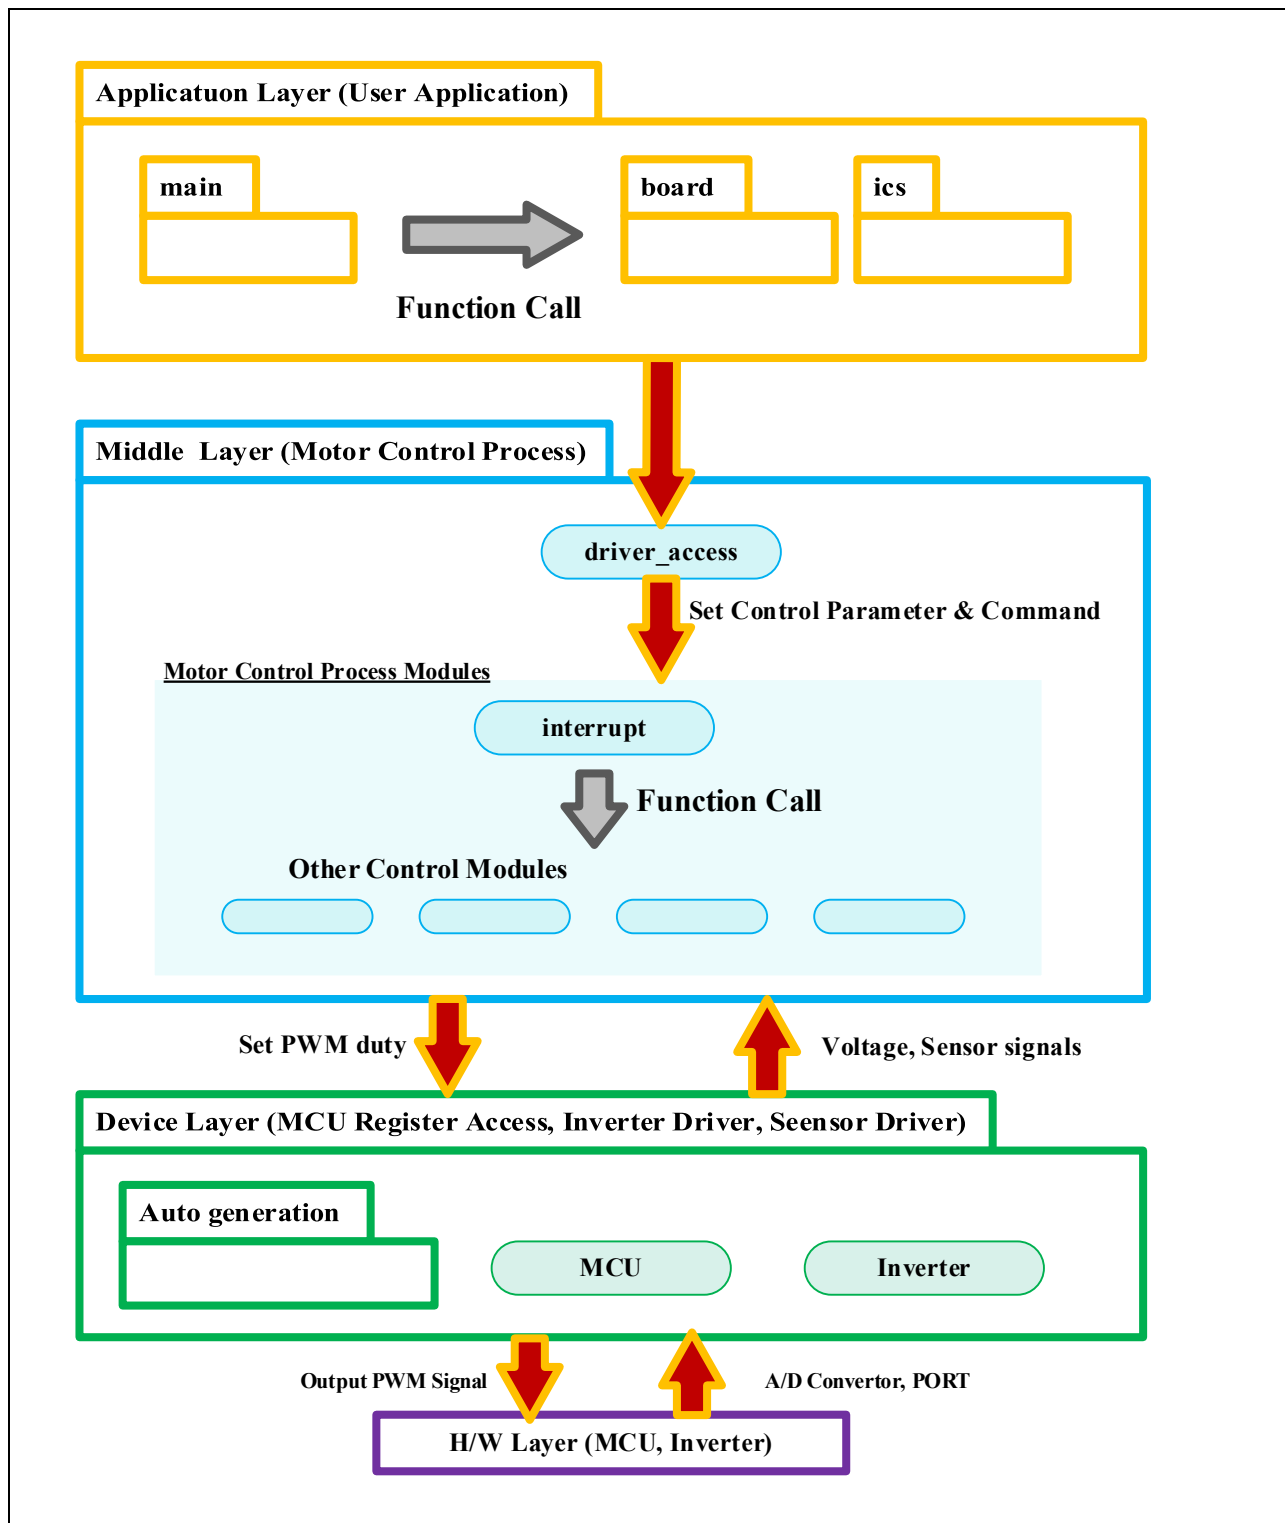 Applicatuon Layer (User Application)
main
board
ics
Function Call
Middle  Layer (Motor Control Process)
driver_access
Set Control Parameter & Command
Motor Control Process Modules
interrupt
Function Call
Other Control Modules
Set PWM duty
Voltage, Sensor signals
Device Layer (MCU Register Access, Inverter Driver, Seensor Driver)
Auto generation
MCU
Inverter
Output PWM Signal
A/D Convertor, PORT
H/W Layer (MCU, Inverter)